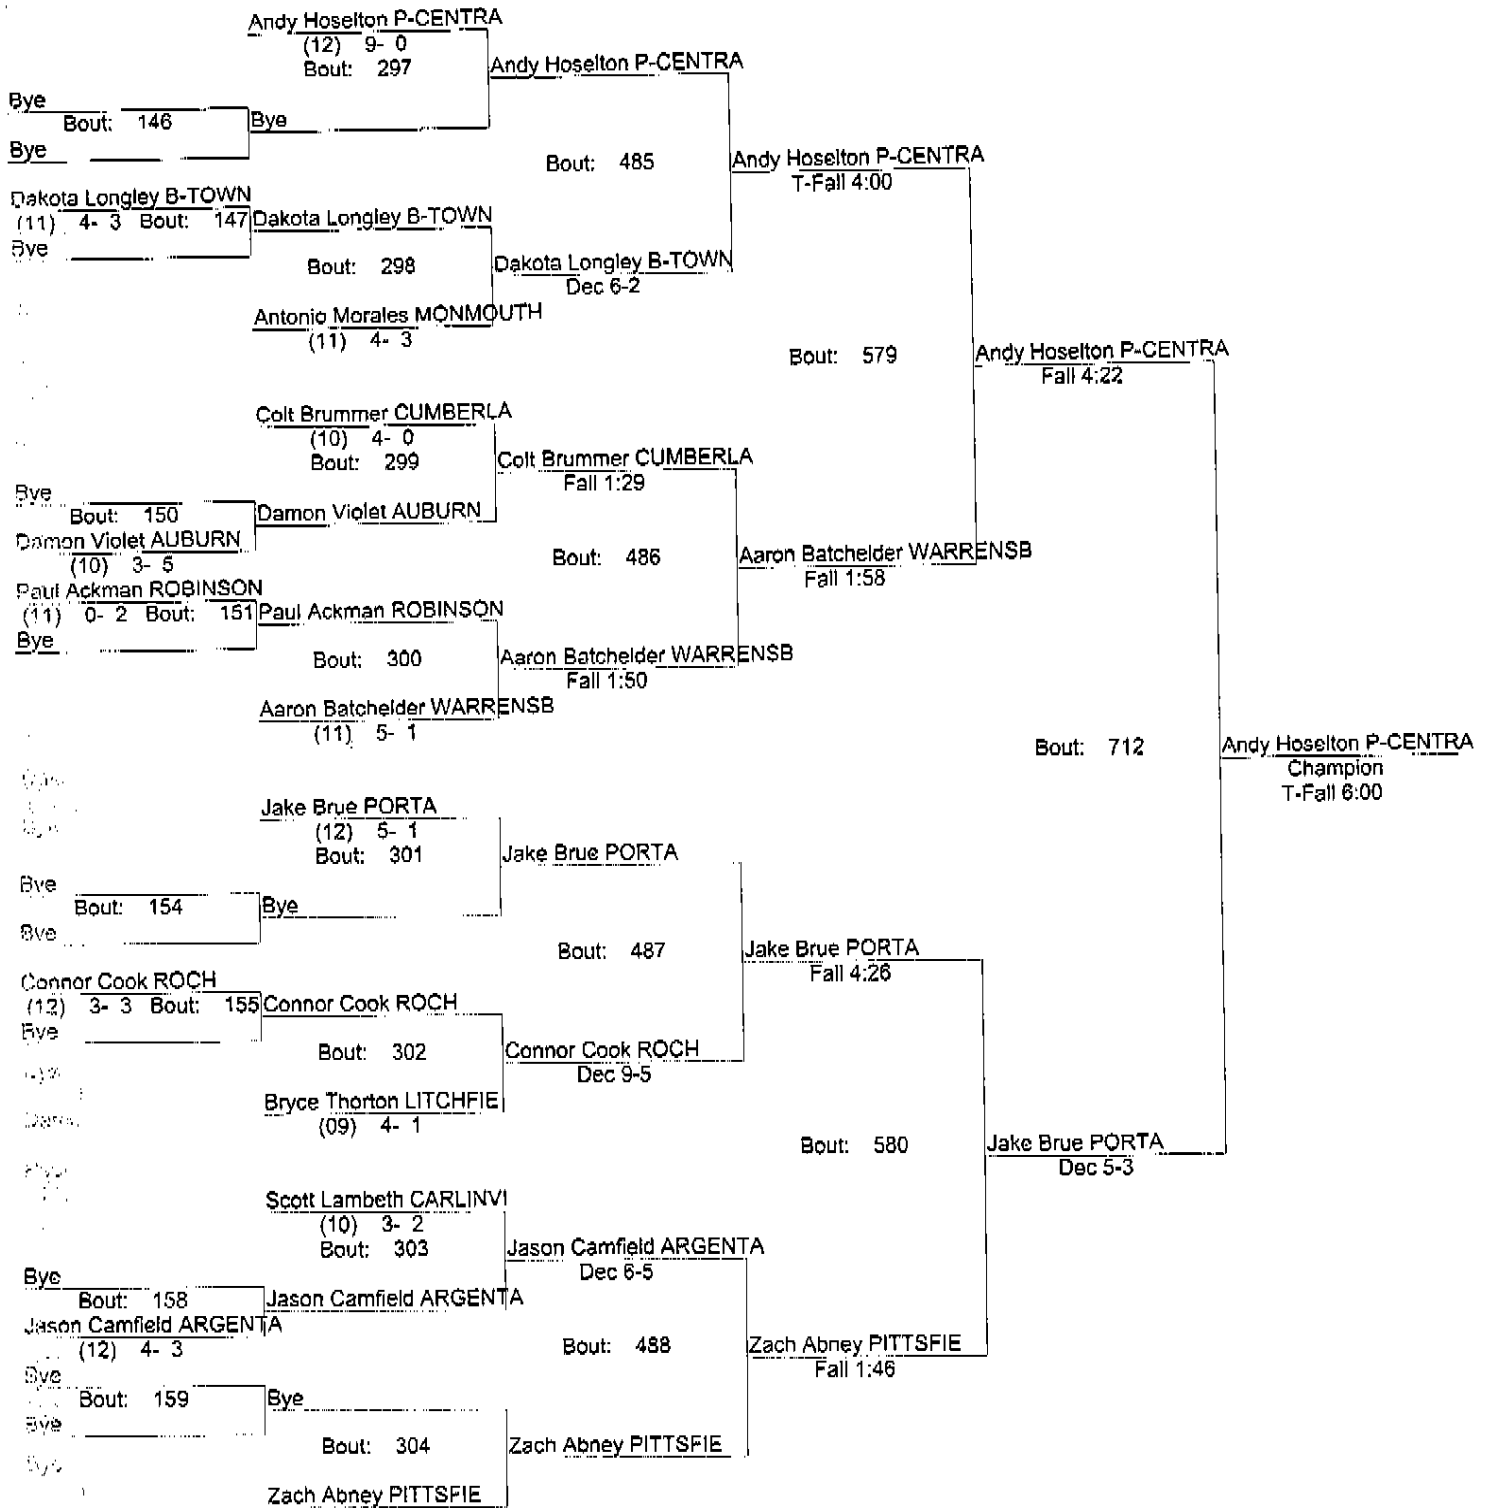 Andy Hoselton P-CENTRA
(12) 9- 0
Bout: 297
Andy Hoselton P-CENTRA
Bye
Bout: 146
Bye
Bye
Bout: 485
Andy Hoselton P-CENTRA
T-Fall 4:00
Dakota Longley B-TOWN
(11) 4- 3 Bout: 147
Dakota Longley B-TOWN
Bye
Bout: 298
Dakota Longley B-TOWN
Dec 6-2
Antonio Morales MONMOUTH
(11) 4- 3
Bout: 579
Andy Hoselton P-CENTRA
Fall 4:22
Colt Brummer CUMBERLA
(10) 4- 0
Bout: 299
Colt Brummer CUMBERLA
Fall 1:29
Bye
Bout: 150
Damon Violet AUBURN
Damon Violet AUBURN
(10) 3- 5
Bout: 486
Aaron Batchelder WARRENSB
Fall 1:58
Paul Ackman ROBINSON
(11) 0- 2 Bout: 151
Paul Ackman ROBINSON
Bye
Bout: 300
Aaron Batchelder WARRENSB
Fall 1:50
Aaron Batchelder WARRENSB
(11) 5- 1
Bout: 712
Andy Hoselton P-CENTRA
Champion
T-Fall 6:00
Jake Brue PORTA
(12) 5- 1
Bout: 301
Jake Brue PORTA
Bye
Bout: 154
Bye
Bye
Bout: 487
Jake Brue PORTA
Fall 4:26
Connor Cook ROCH
(12) 3- 3 Bout: 155
Connor Cook ROCH
Bye
Bout: 302
Connor Cook ROCH
Dec 9-5
Bryce Thorton LITCHFIE
(09) 4- 1
Bout: 580
Jake Brue PORTA
Dec 5-3
Scott Lambeth CARLINVI
(10) 3- 2
Bout: 303
Jason Camfield ARGENTA
Dec 6-5
Bye
Bout: 158
Jason Camfield ARGENTA
Jason Camfield ARGENTA
(12) 4- 3
Bout: 488
Zach Abney PITTSFIE
Fall 1:46
Bye
Bout: 159
Bye
Bye
Bout: 304
Zach Abney PITTSFIE
Zach Abney PITTSFIE